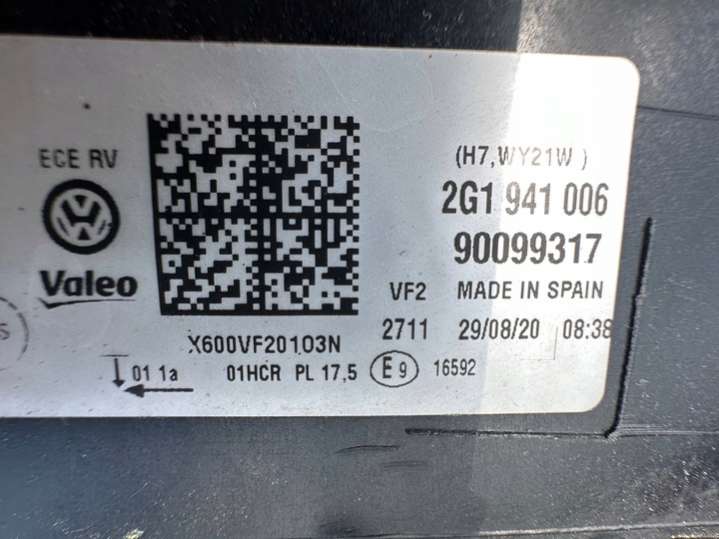 ECE RV
(H7,WY21W )
2G1 941 006
90099317
Valeo
VF2 MADE IN SPAIN
2711 29/08/20 08:38
X600VF20103N
01 1a 01HCR PL 17,5 E9 16592